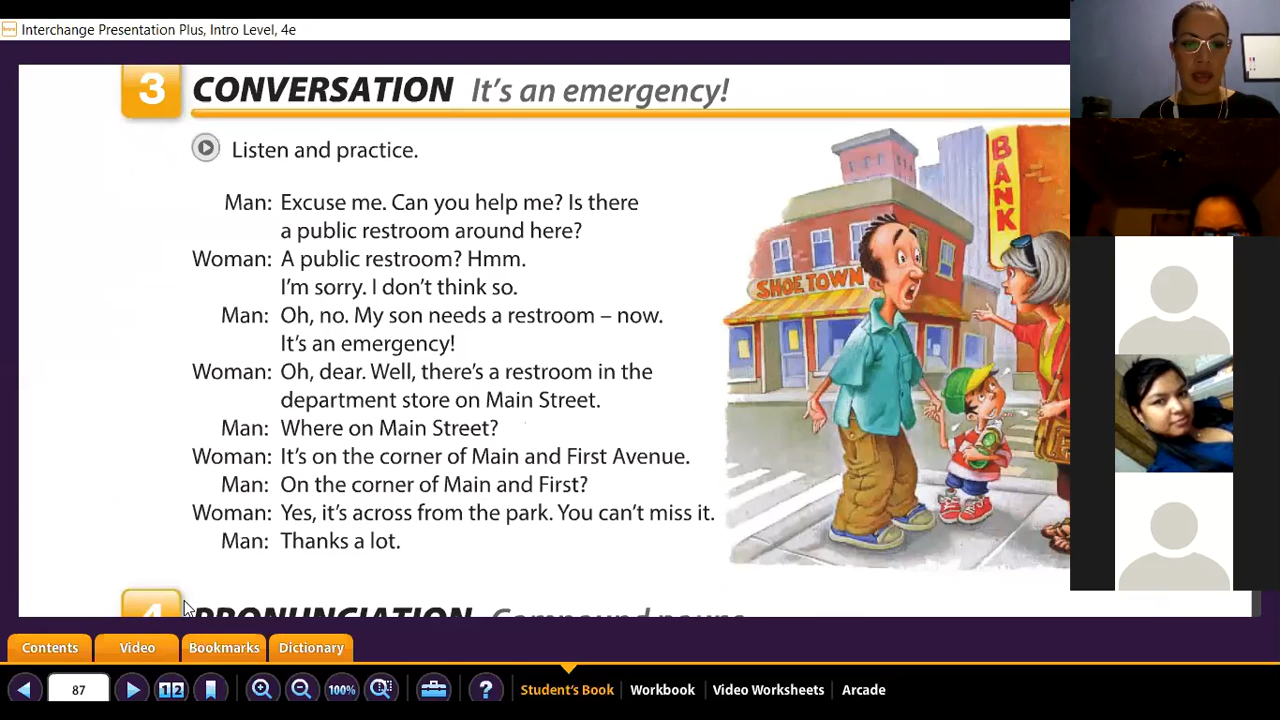 Interchange Presentation Plus, Intro Level, 4e
3 CONVERSATION It's an emergency!
Listen and practice.
Man: Excuse me. Can you help me? Is there
a public restroom around here?
Woman: A public restroom? Hmm.
I'm sorry. I don't think so.
Man: Oh, no. My son needs a restroom – now.
It's an emergency!
Woman: Oh, dear. Well, there's a restroom in the
department store on Main Street.
Man: Where on Main Street?
Woman: It's on the corner of Main and First Avenue.
Man: On the corner of Main and First?
Woman: Yes, it's across from the park. You can't miss it.
Man: Thanks a lot.
BANK
SHOE TOWN
4 PRONUNCIATION Compound nouns
Contents Video Bookmarks Dictionary
87 12 100% ? Student's Book Workbook Video Worksheets Arcade